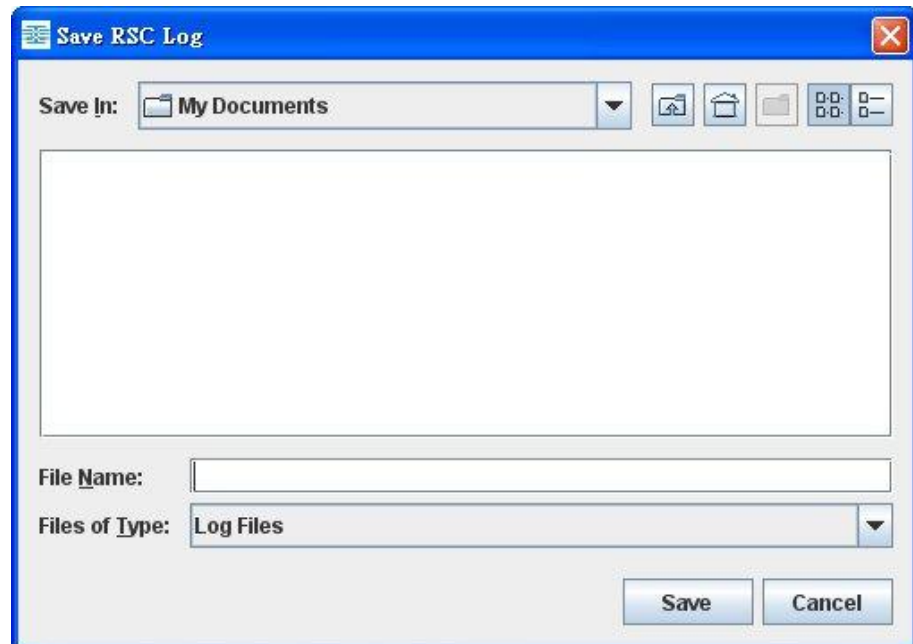 Save RSC Log
Save In: My Documents
File Name:
Files of Type: Log Files
Save Cancel